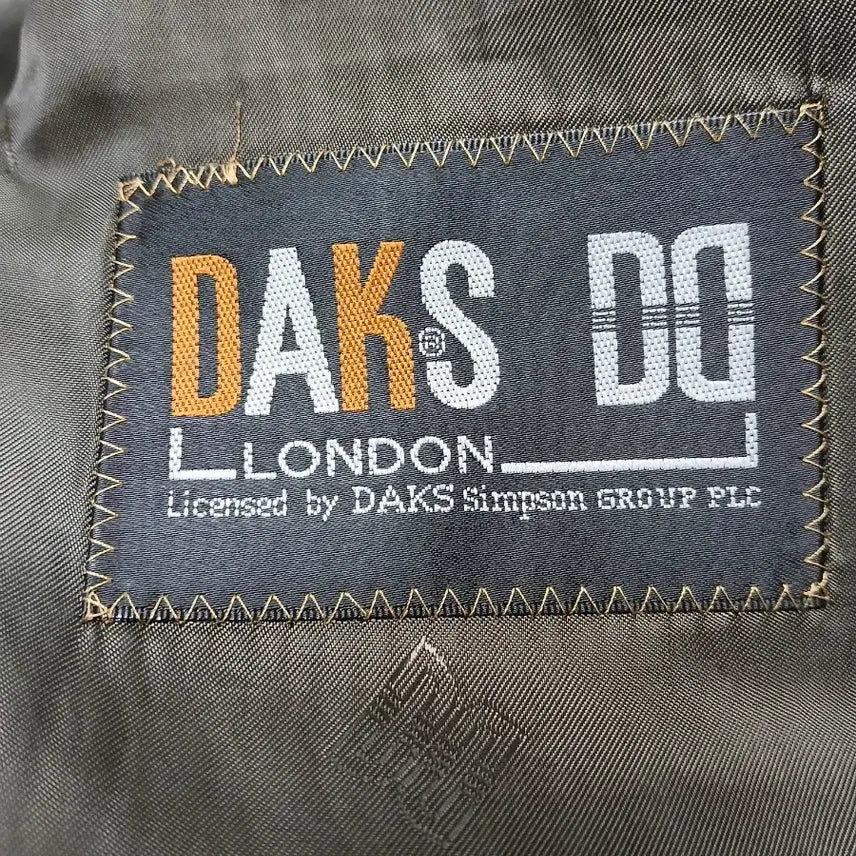 DAKS® DD
LONDON
Licensed by DAKS Simpson GROUP PLC